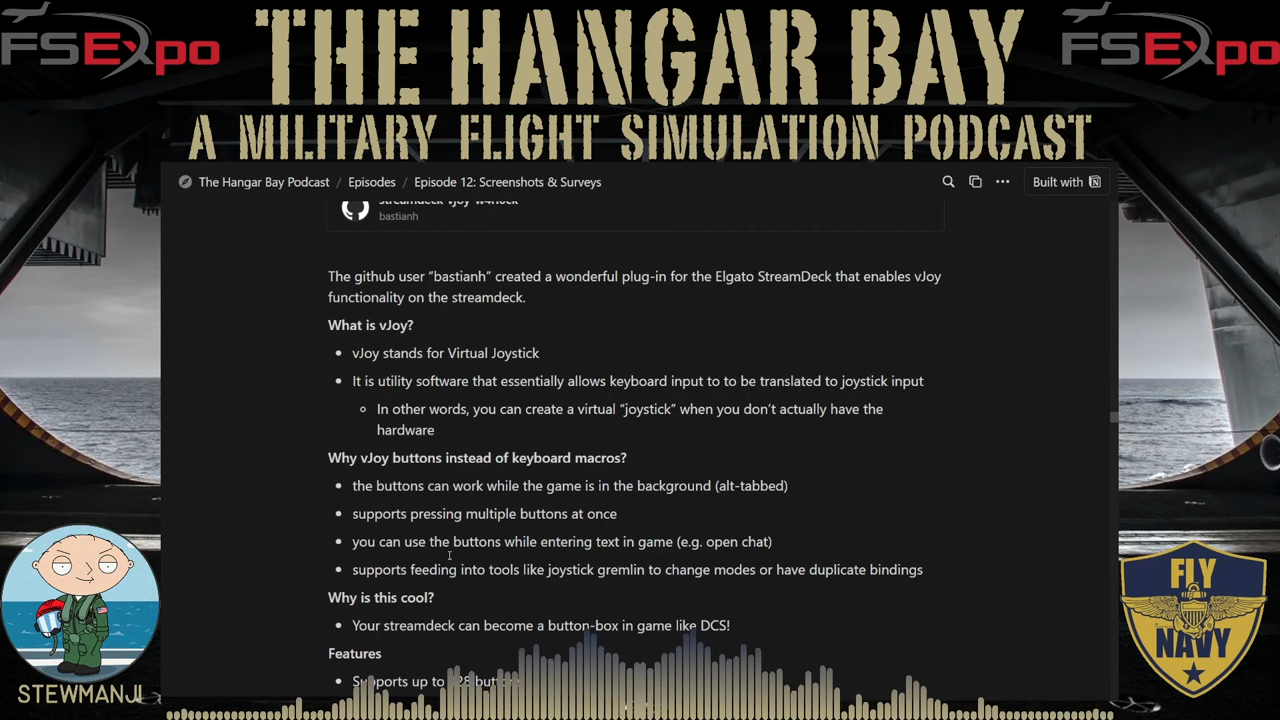 FSExpo
THE HANGAR BAY
FSExpo
A MILITARY FLIGHT SIMULATION PODCAST
The Hangar Bay Podcast / Episodes / Episode 12: Screenshots & Surveys
Built with
bastianh
The github user “bastianh” created a wonderful plug-in for the Elgato StreamDeck that enables vJoy
functionality on the streamdeck.
What is vJoy?
• vJoy stands for Virtual Joystick
• It is utility software that essentially allows keyboard input to to be translated to joystick input
◦ In other words, you can create a virtual “joystick” when you don’t actually have the
hardware
Why vJoy buttons instead of keyboard macros?
• the buttons can work while the game is in the background (alt-tabbed)
• supports pressing multiple buttons at once
• you can use the buttons while entering text in game (e.g. open chat)
• supports feeding into tools like joystick gremlin to change modes or have duplicate bindings
Why is this cool?
• Your streamdeck can become a button-box in game like DCS!
Features
• Supports up to
STEWMANJI
FLY
NAVY